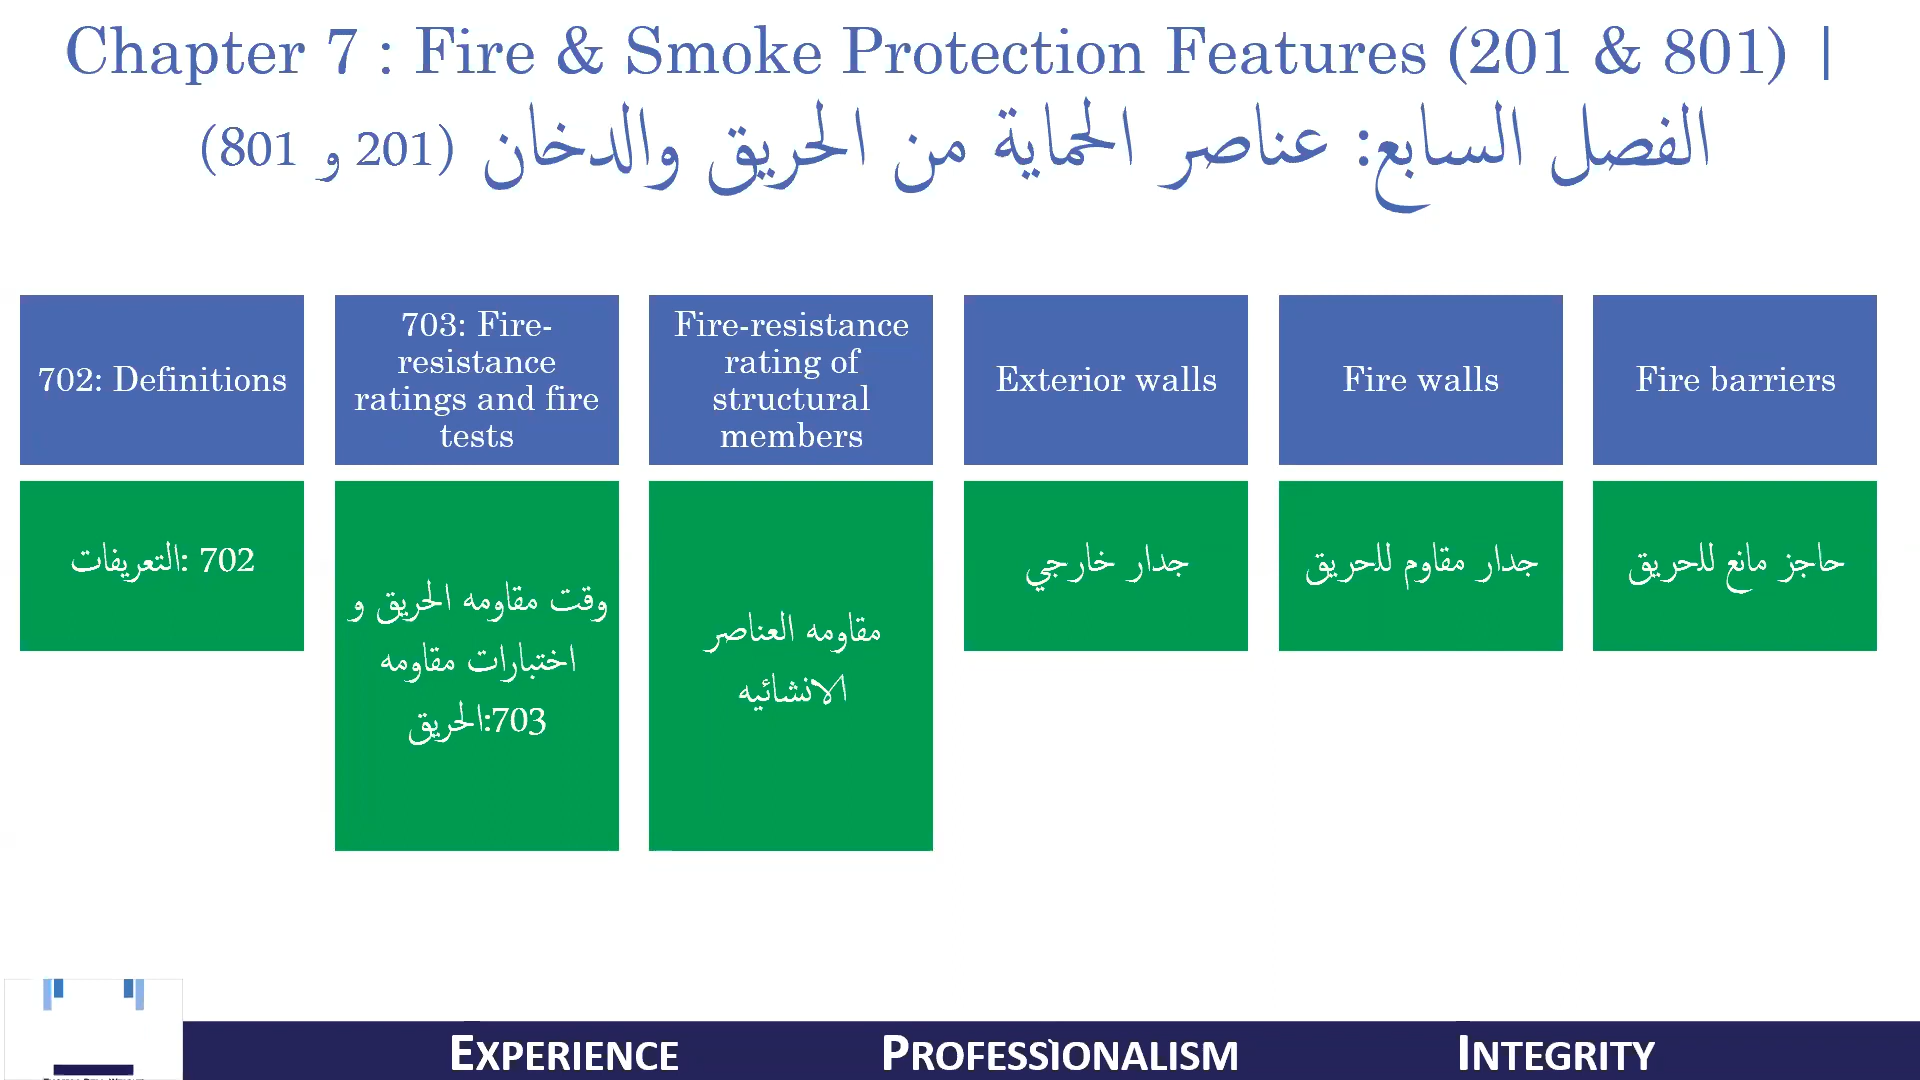 Chapter 7 : Fire & Smoke Protection Features (201 & 801) |
الفصل السابع: عناصر الحماية من الحريق والدخان (201 و 801)
702: Definitions
703: Fire-
resistance
ratings and fire
tests
Fire-resistance
rating of
structural
members
Exterior walls
Fire walls
Fire barriers
702 :التعريفات
وقت مقاومه الحريق و
اختبارات مقاومه
703:الحريق
مقاومه العناصر
الانشائيه
جدار خارجي
جدار مقاوم للحريق
حاجز مانع للحريق
EXPERIENCE
PROFESSIONALISM
INTEGRITY